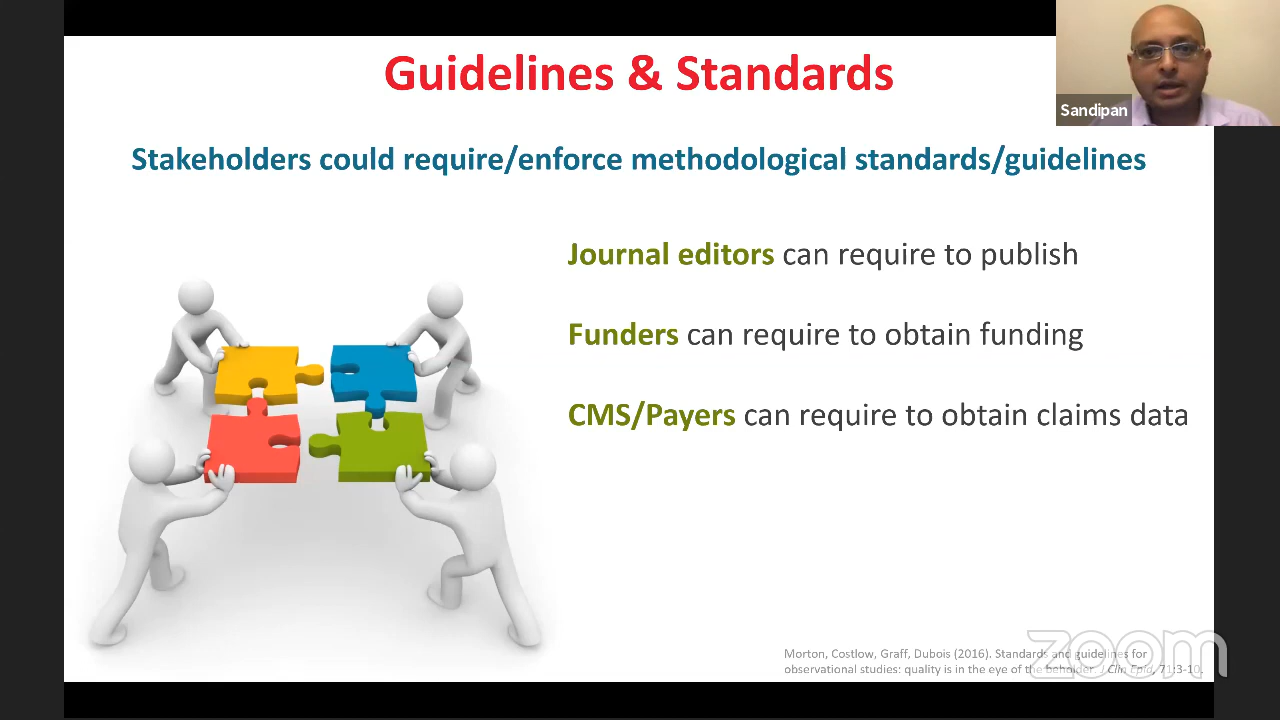 Guidelines & Standards
Sandipan
Stakeholders could require/enforce methodological standards/guidelines
Journal editors can require to publish
Funders can require to obtain funding
CMS/Payers can require to obtain claims data
Morton, Costlow, Graff, Dubois (2016). Standards and guidelines for
observational studies: quality is in the eye of the beholder. J Clin Epid, 71:3-10.
zoom